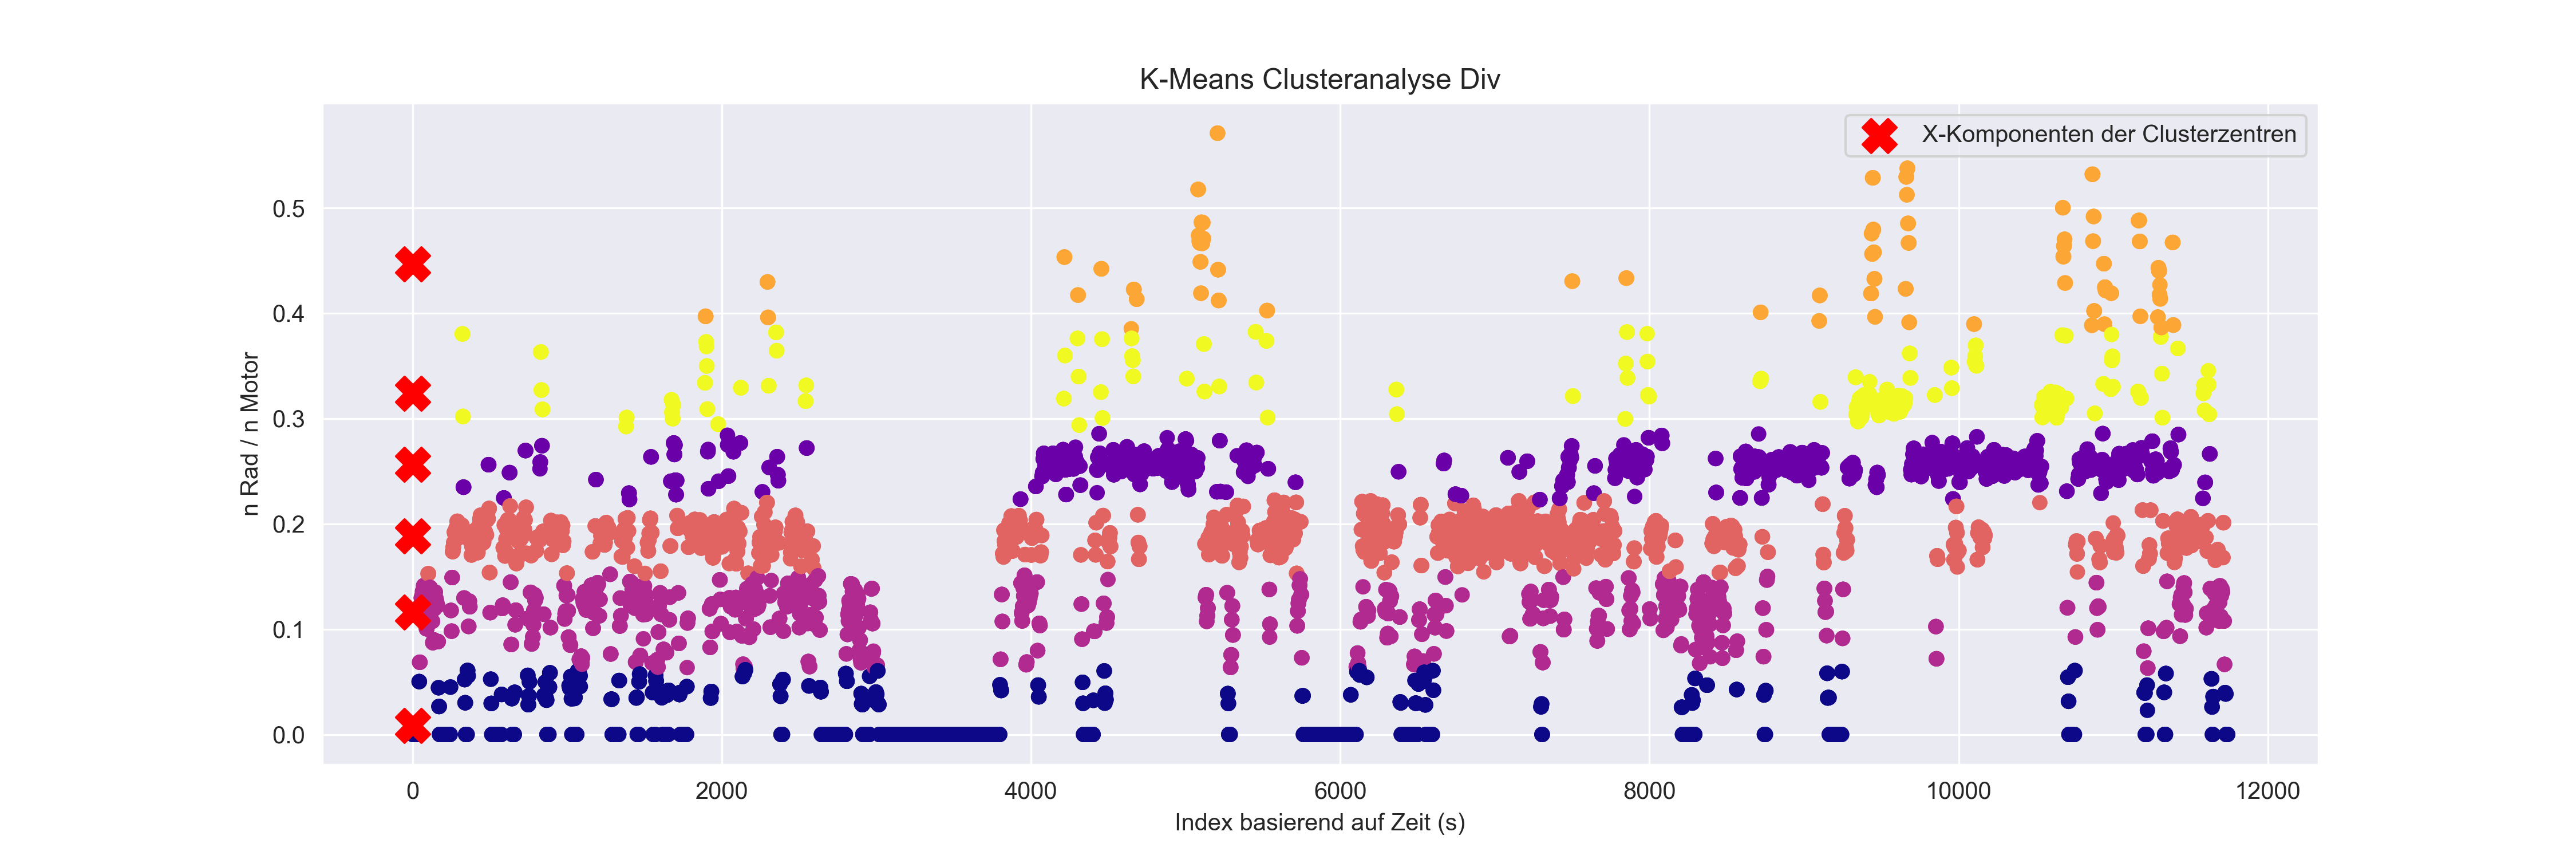 K-Means Clusteranalyse Div
X-Komponenten der Clusterzentren
n Rad / n Motor
0.5
0.4
0.3
0.2
0.1
0.0
0 2000 4000 6000 8000 10000 12000
Index basierend auf Zeit (s)